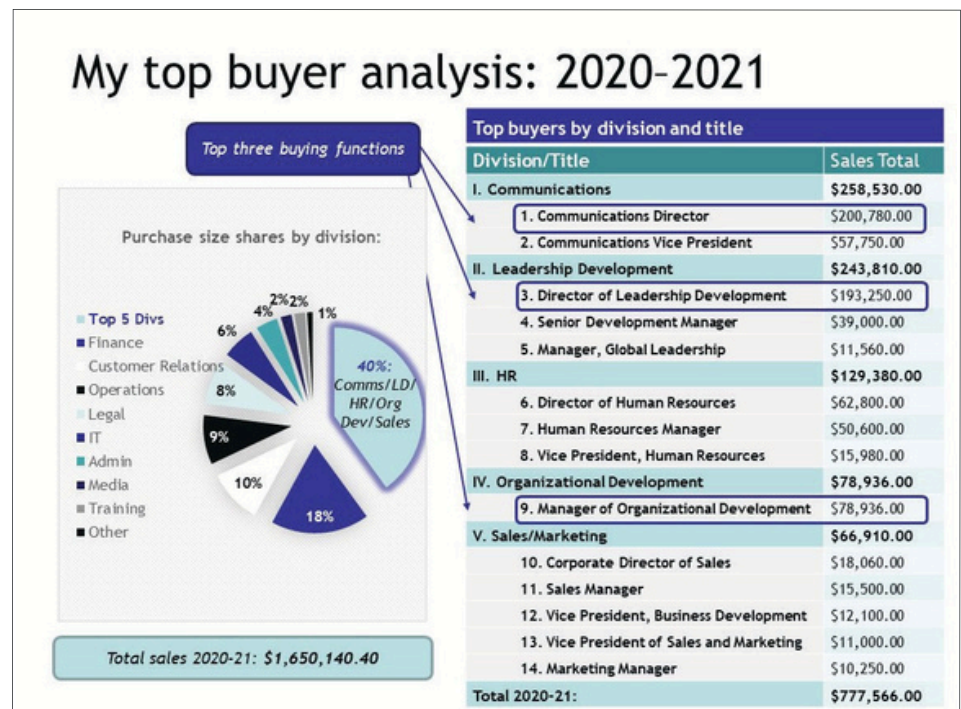 My top buyer analysis: 2020-2021
Top three buying functions
Purchase size shares by division:
Top 5 Divs
Finance
Customer Relations
Operations
Legal
IT
Admin
Media
Training
Other
40%:
Comms/LD/
HR/Org
Dev/Sales
18%
10%
9%
8%
6%
4%
2%
2%
1%
Total sales 2020-21: $1,650,140.40
Top buyers by division and title
Division/Title Sales Total
I. Communications $258,530.00
1. Communications Director $200,780.00
2. Communications Vice President $57,750.00
II. Leadership Development $243,810.00
3. Director of Leadership Development $193,250.00
4. Senior Development Manager $39,000.00
5. Manager, Global Leadership $11,560.00
III. HR $129,380.00
6. Director of Human Resources $62,800.00
7. Human Resources Manager $50,600.00
8. Vice President, Human Resources $15,980.00
IV. Organizational Development $78,936.00
9. Manager of Organizational Development $78,936.00
V. Sales/Marketing $66,910.00
10. Corporate Director of Sales $18,060.00
11. Sales Manager $15,500.00
12. Vice President, Business Development $12,100.00
13. Vice President of Sales and Marketing $11,000.00
14. Marketing Manager $10,250.00
Total 2020-21: $777,566.00